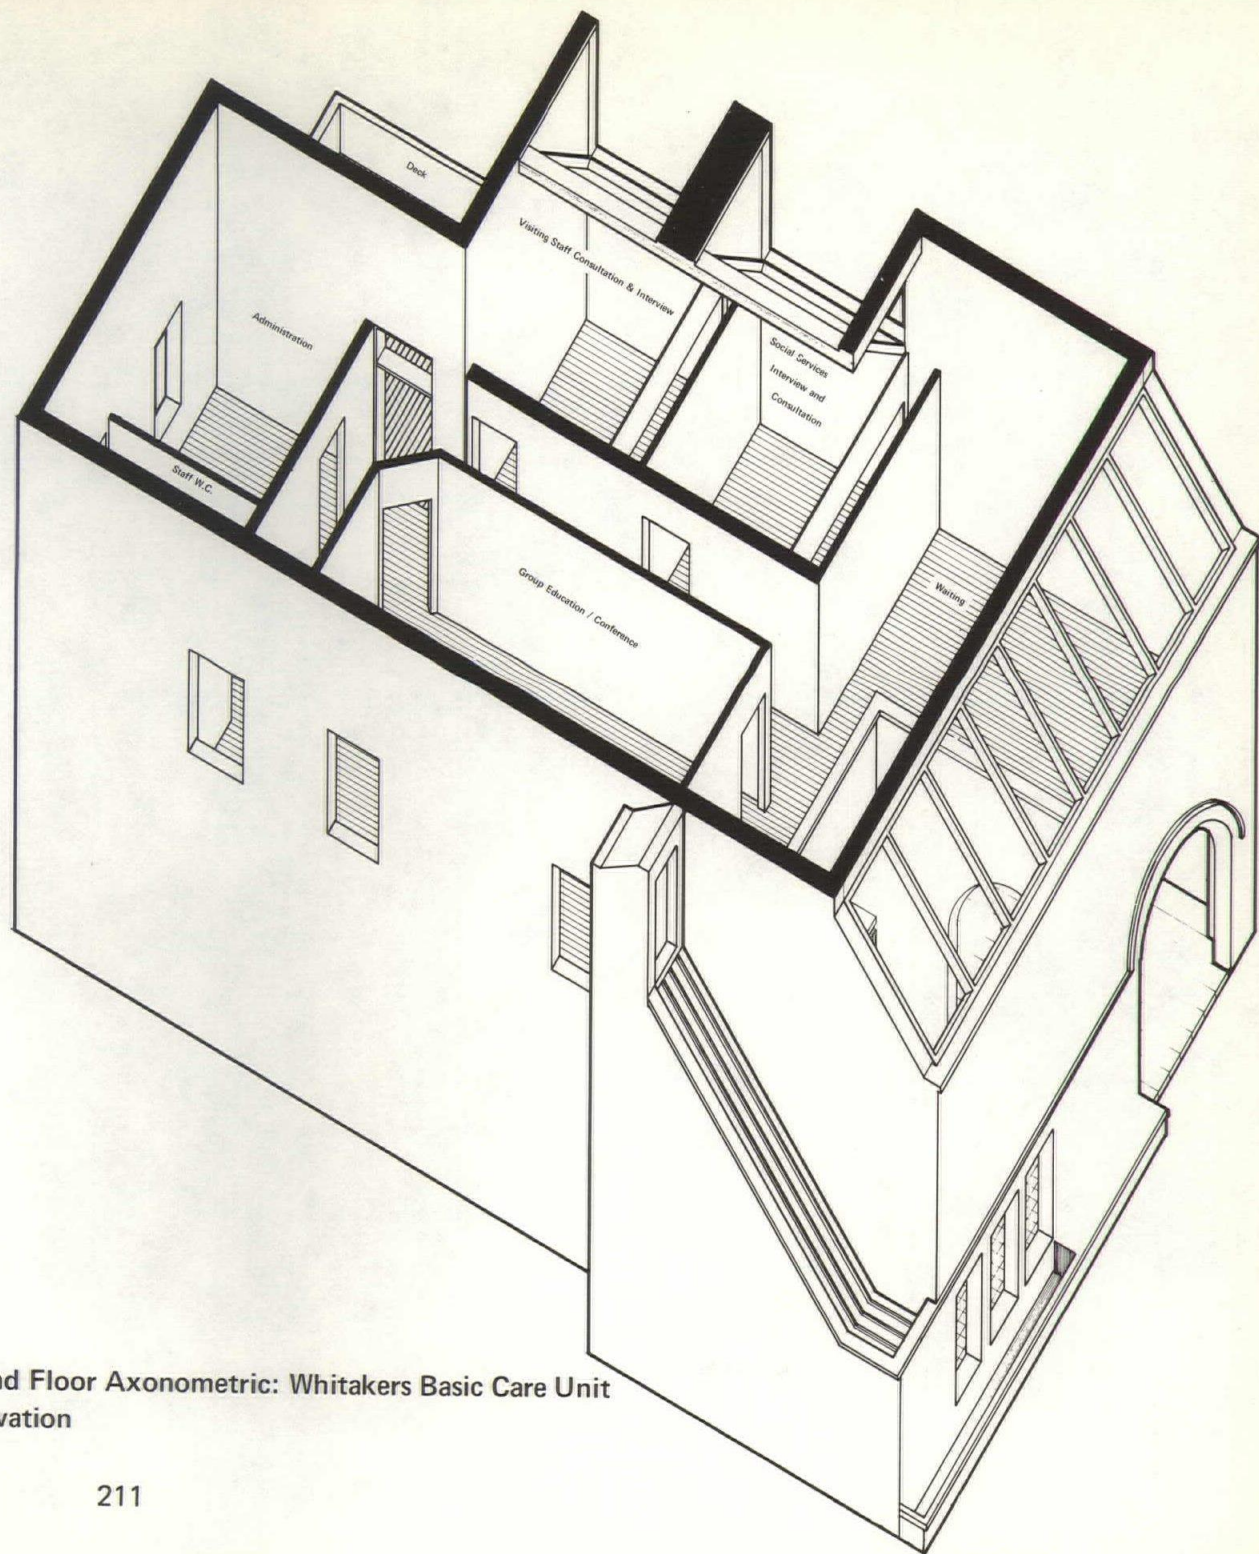 Deck
Visiting Staff Consultation & Interview
Administration
Social Services
Interview and
Consultation
Staff W.C.
Group Education / Conference
Waiting
nd Floor Axonometric: Whitakers Basic Care Unit
vation
211